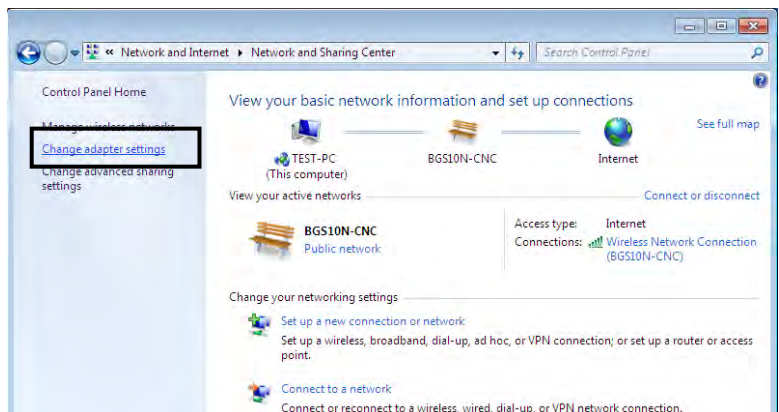 « Network and Internet ▸ Network and Sharing Center
Search Control Panel
Control Panel Home
Manage wireless networks
Change adapter settings
Change advanced sharing
settings
View your basic network information and set up connections
See full map
TEST-PC
(This computer)
BGS10N-CNC
Internet
View your active networks
Connect or disconnect
BGS10N-CNC
Public network
Access type: Internet
Connections: Wireless Network Connection
(BGS10N-CNC)
Change your networking settings
Set up a new connection or network
Set up a wireless, broadband, dial-up, ad hoc, or VPN connection; or set up a router or access
point.
Connect to a network
Connect or reconnect to a wireless, wired, dial-up, or VPN network connection.